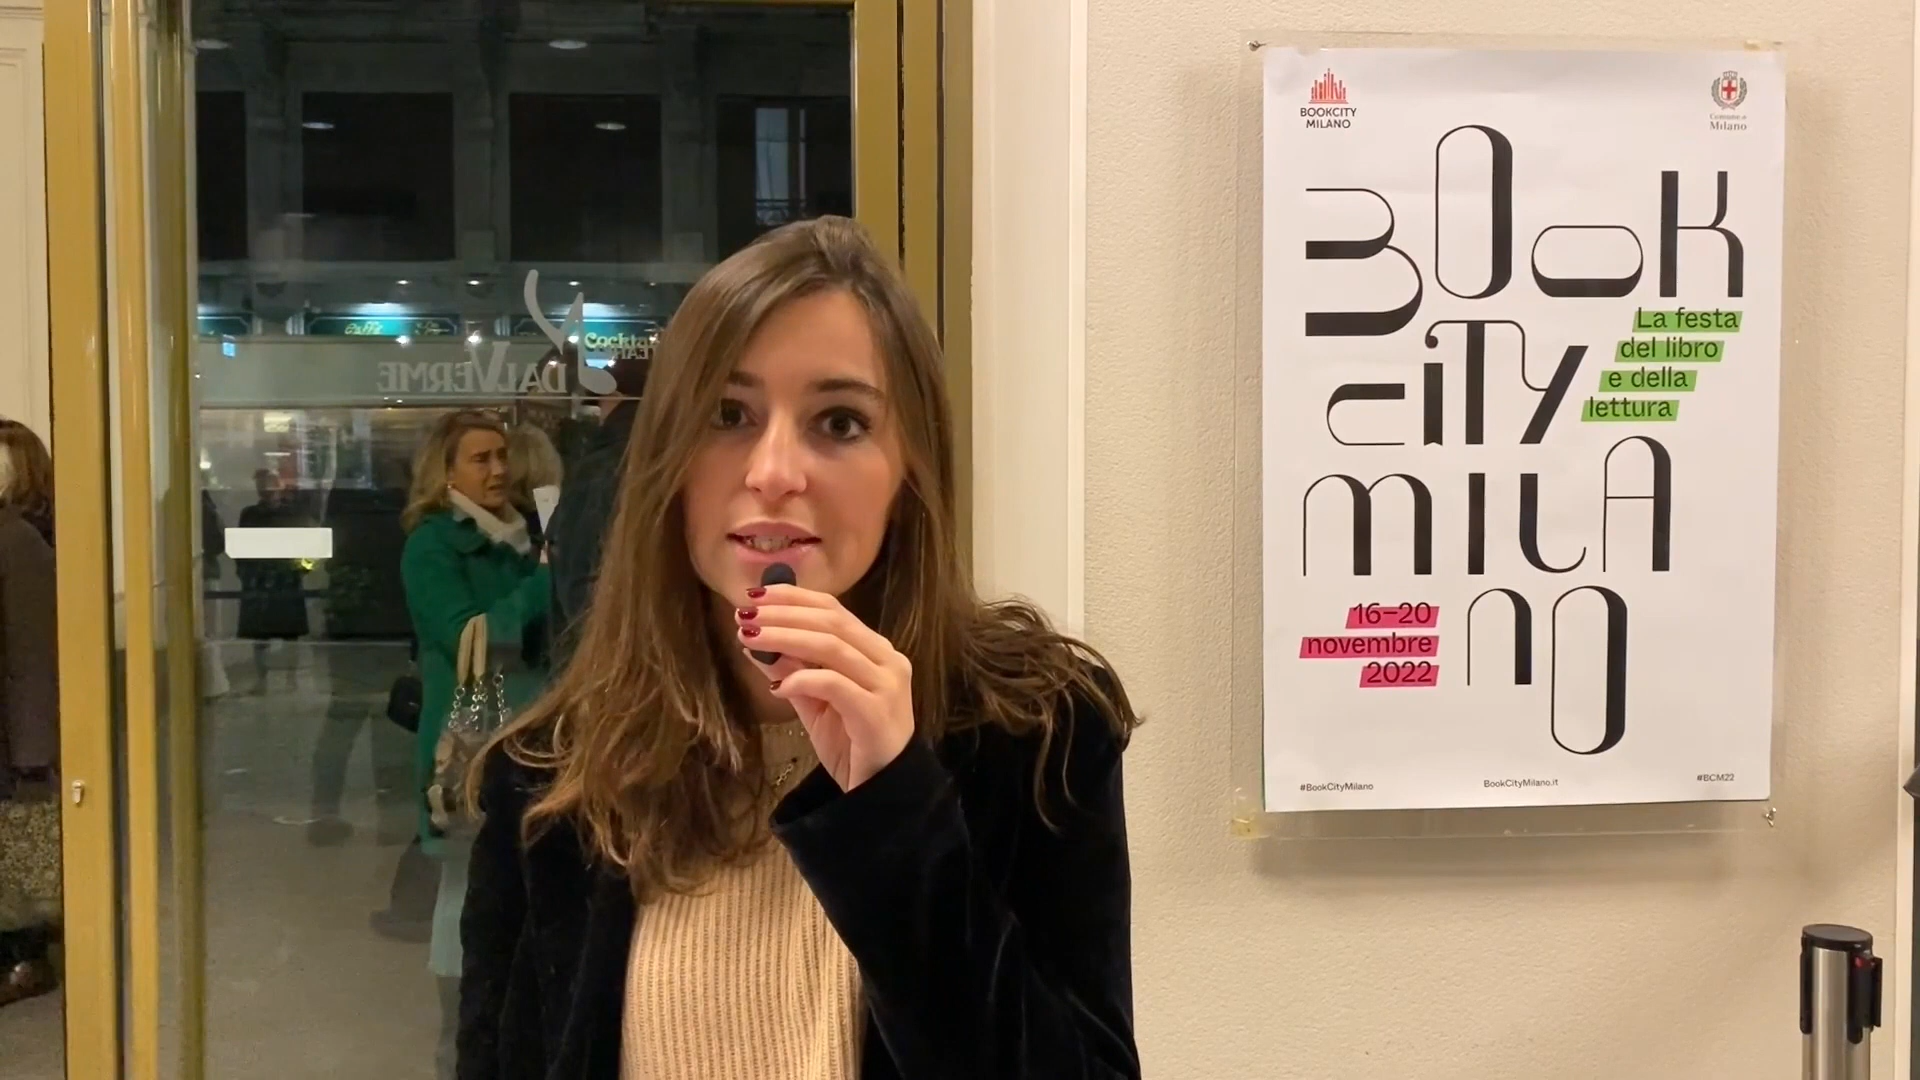 Caffè
Cocktail
DAL VERME
BOOKCITY
MILANO
Comune di
Milano
BOOK
CITY
MILA
NO
La festa
del libro
e della
lettura
16–20
novembre
2022
#BookCityMilano
BookCityMilano.it
#BCM22